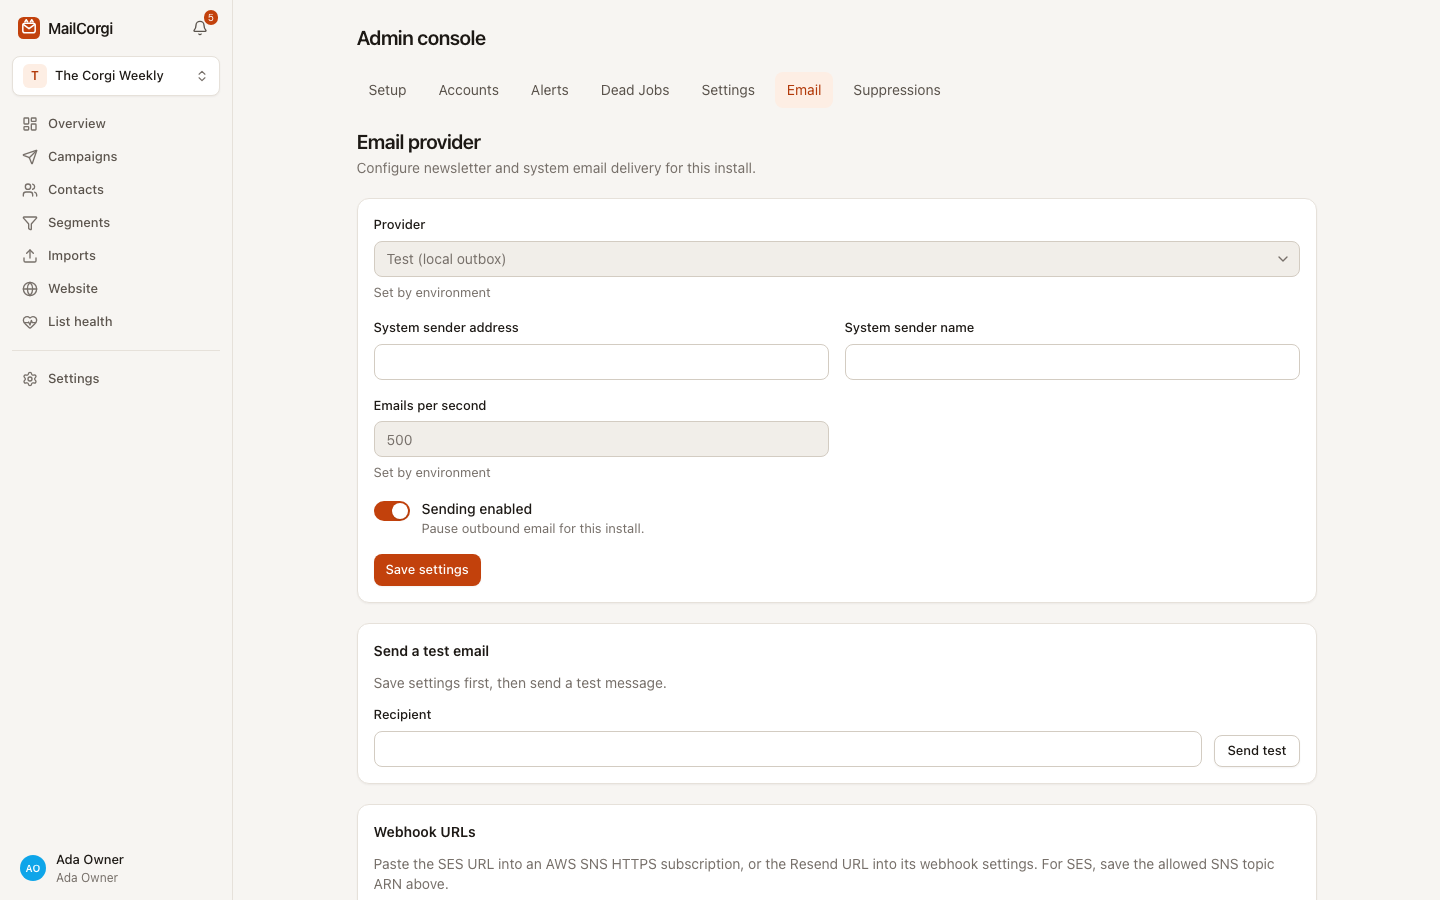 MailCorgi
5
T
The Corgi Weekly
Overview
Campaigns
Contacts
Segments
Imports
Website
List health
Settings
AO
Ada Owner
Ada Owner
Admin console
Setup
Accounts
Alerts
Dead Jobs
Settings
Email
Suppressions
Email provider
Configure newsletter and system email delivery for this install.
Provider
Test (local outbox)
Set by environment
System sender address
System sender name
Emails per second
500
Set by environment
Sending enabled
Pause outbound email for this install.
Save settings
Send a test email
Save settings first, then send a test message.
Recipient
Send test
Webhook URLs
Paste the SES URL into an AWS SNS HTTPS subscription, or the Resend URL into its webhook settings. For SES, save the allowed SNS topic
ARN above.